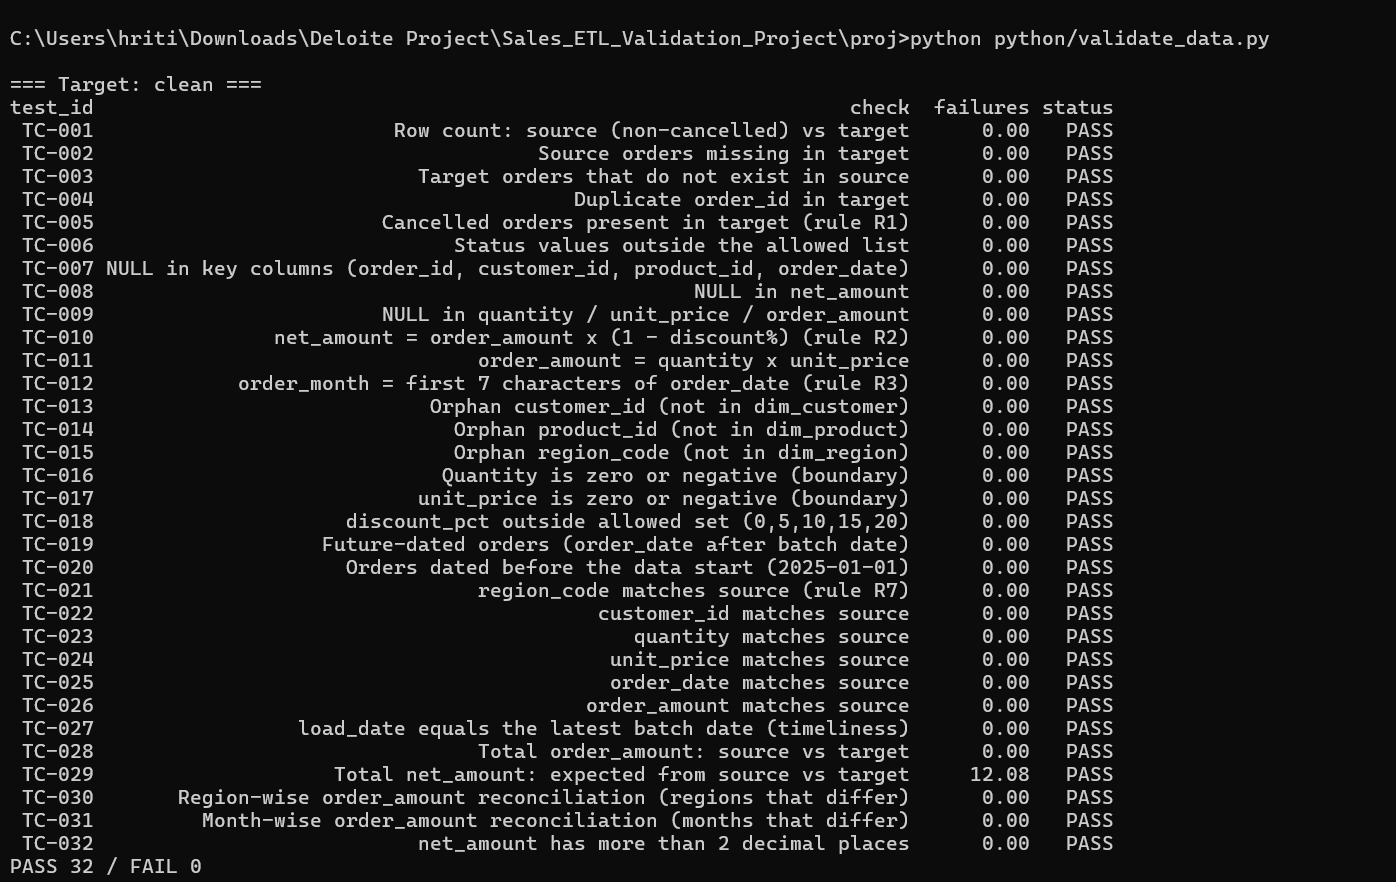 C:\Users\hriti\Downloads\Deloite Project\Sales_ETL_Validation_Project\proj>python python/validate_data.py
=== Target: clean ===
test_id check failures status
TC-001 Row count: source (non-cancelled) vs target 0.00 PASS
TC-002 Source orders missing in target 0.00 PASS
TC-003 Target orders that do not exist in source 0.00 PASS
TC-004 Duplicate order_id in target 0.00 PASS
TC-005 Cancelled orders present in target (rule R1) 0.00 PASS
TC-006 Status values outside the allowed list 0.00 PASS
TC-007 NULL in key columns (order_id, customer_id, product_id, order_date) 0.00 PASS
TC-008 NULL in net_amount 0.00 PASS
TC-009 NULL in quantity / unit_price / order_amount 0.00 PASS
TC-010 net_amount = order_amount x (1 - discount%) (rule R2) 0.00 PASS
TC-011 order_amount = quantity x unit_price 0.00 PASS
TC-012 order_month = first 7 characters of order_date (rule R3) 0.00 PASS
TC-013 Orphan customer_id (not in dim_customer) 0.00 PASS
TC-014 Orphan product_id (not in dim_product) 0.00 PASS
TC-015 Orphan region_code (not in dim_region) 0.00 PASS
TC-016 Quantity is zero or negative (boundary) 0.00 PASS
TC-017 unit_price is zero or negative (boundary) 0.00 PASS
TC-018 discount_pct outside allowed set (0,5,10,15,20) 0.00 PASS
TC-019 Future-dated orders (order_date after batch date) 0.00 PASS
TC-020 Orders dated before the data start (2025-01-01) 0.00 PASS
TC-021 region_code matches source (rule R7) 0.00 PASS
TC-022 customer_id matches source 0.00 PASS
TC-023 quantity matches source 0.00 PASS
TC-024 unit_price matches source 0.00 PASS
TC-025 order_date matches source 0.00 PASS
TC-026 order_amount matches source 0.00 PASS
TC-027 load_date equals the latest batch date (timeliness) 0.00 PASS
TC-028 Total order_amount: source vs target 0.00 PASS
TC-029 Total net_amount: expected from source vs target 12.08 PASS
TC-030 Region-wise order_amount reconciliation (regions that differ) 0.00 PASS
TC-031 Month-wise order_amount reconciliation (months that differ) 0.00 PASS
TC-032 net_amount has more than 2 decimal places 0.00 PASS
PASS 32 / FAIL 0